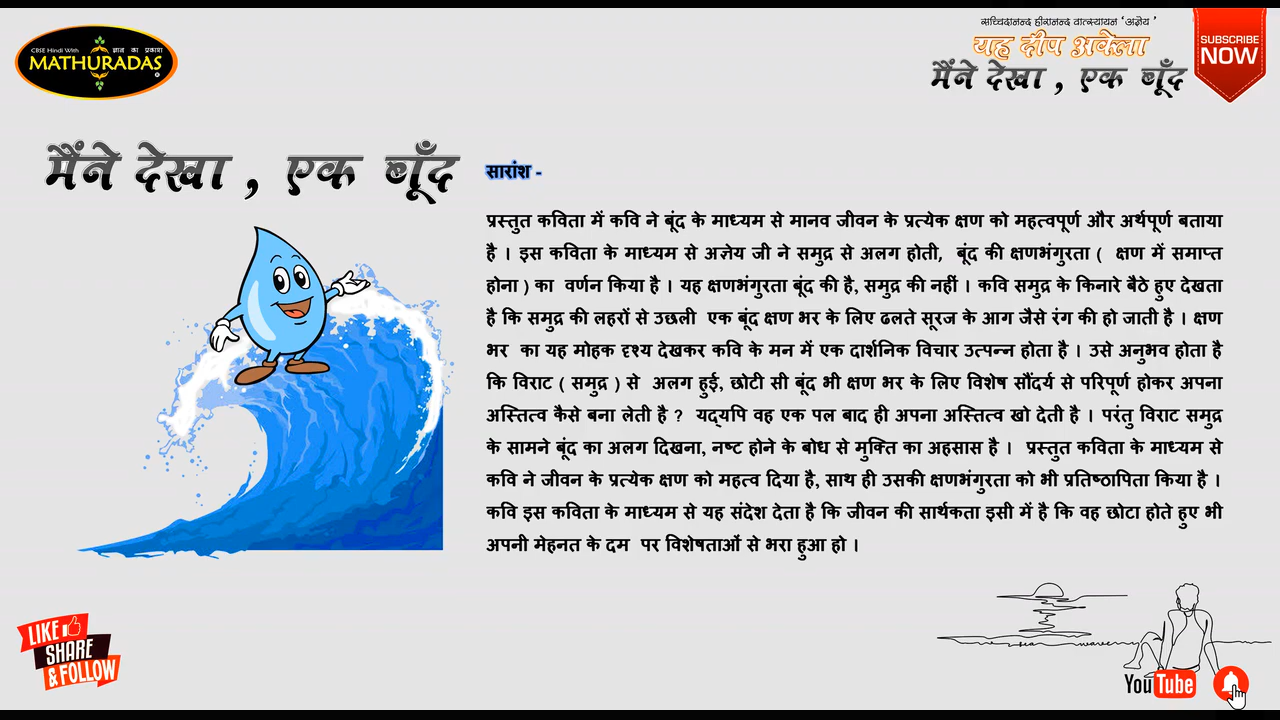 CBSE Hindi With ज्ञान का प्रकाश
MATHURADAS
सच्चिदानन्द हीरानन्द वात्स्यायन ‘अज्ञेय ’
यह दीप अकेला
मैंने देखा , एक बूँद
SUBSCRIBE
NOW
मैंने देखा , एक बूँद
सारांश -
प्रस्तुत कविता में कवि ने बूंद के माध्यम से मानव जीवन के प्रत्येक क्षण को महत्वपूर्ण और अर्थपूर्ण बताया
है । इस कविता के माध्यम से अज्ञेय जी ने समुद्र से अलग होती, बूंद की क्षणभंगुरता ( क्षण में समाप्त
होना ) का वर्णन किया है । यह क्षणभंगुरता बूंद की है, समुद्र की नहीं । कवि समुद्र के किनारे बैठे हुए देखता
है कि समुद्र की लहरों से उछली एक बूंद क्षण भर के लिए ढलते सूरज के आग जैसे रंग की हो जाती है । क्षण
भर का यह मोहक दृश्य देखकर कवि के मन में एक दार्शनिक विचार उत्पन्न होता है । उसे अनुभव होता है
कि विराट ( समुद्र ) से अलग हुई, छोटी सी बूंद भी क्षण भर के लिए विशेष सौंदर्य से परिपूर्ण होकर अपना
अस्तित्व कैसे बना लेती है ? यद्यपि वह एक पल बाद ही अपना अस्तित्व खो देती है । परंतु विराट समुद्र
के सामने बूंद का अलग दिखना, नष्ट होने के बोध से मुक्ति का अहसास है । प्रस्तुत कविता के माध्यम से
कवि ने जीवन के प्रत्येक क्षण को महत्व दिया है, साथ ही उसकी क्षणभंगुरता को भी प्रतिष्ठापिता किया है ।
कवि इस कविता के माध्यम से यह संदेश देता है कि जीवन की सार्थकता इसी में है कि वह छोटा होते हुए भी
अपनी मेहनत के दम पर विशेषताओं से भरा हुआ हो ।
LIKE
SHARE
& FOLLOW
YouTube